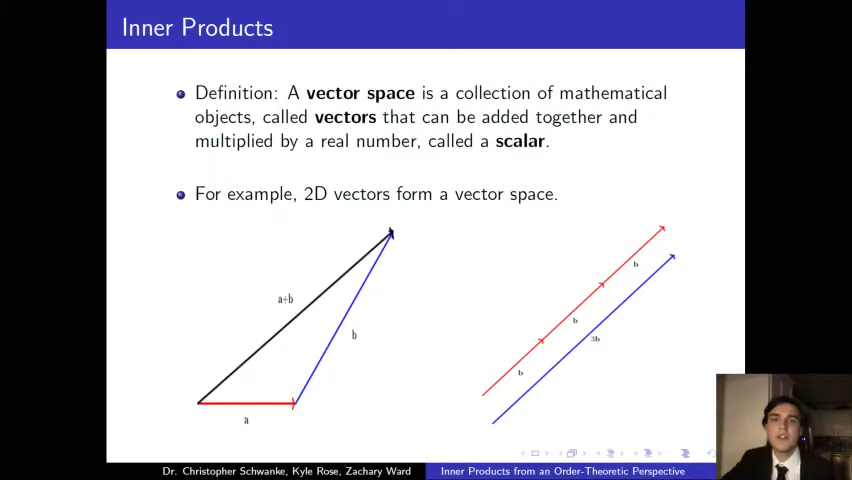 Inner Products
Definition: A vector space is a collection of mathematical
objects, called vectors that can be added together and
multiplied by a real number, called a scalar.
For example, 2D vectors form a vector space.
a+b
b
a
b
b
b
3b
Dr. Christopher Schwanke, Kyle Rose, Zachary Ward
Inner Products from an Order-Theoretic Perspective